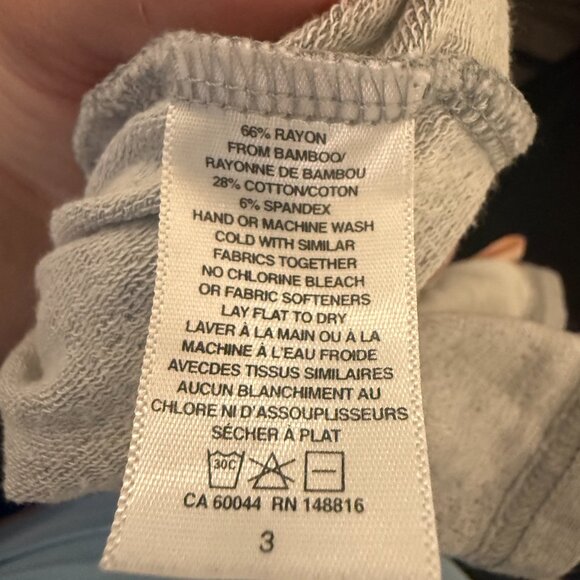 66% RAYON
FROM BAMBOO/
RAYONNE DE BAMBOU
28% COTTON/COTON
6% SPANDEX
HAND OR MACHINE WASH
COLD WITH SIMILAR
FABRICS TOGETHER
NO CHLORINE BLEACH
OR FABRIC SOFTENERS
LAY FLAT TO DRY
LAVER À LA MAIN OU À LA
MACHINE À L'EAU FROIDE
AVECDES TISSUS SIMILAIRES
AUCUN BLANCHIMENT AU
CHLORE NI D'ASSOUPLISSEURS
SÉCHER À PLAT
30C
CA 60044 RN 148816
3